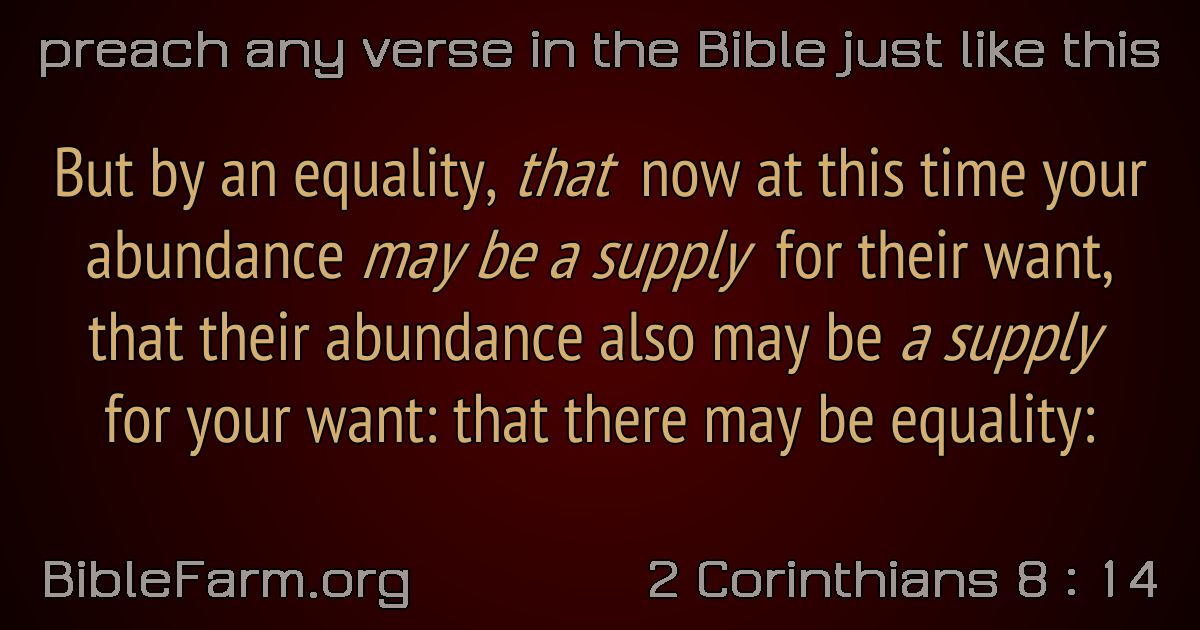 preach any verse in the Bible just like this
But by an equality, that now at this time your
abundance may be a supply for their want,
that their abundance also may be a supply
for your want: that there may be equality:
BibleFarm.org
2 Corinthians 8 : 14